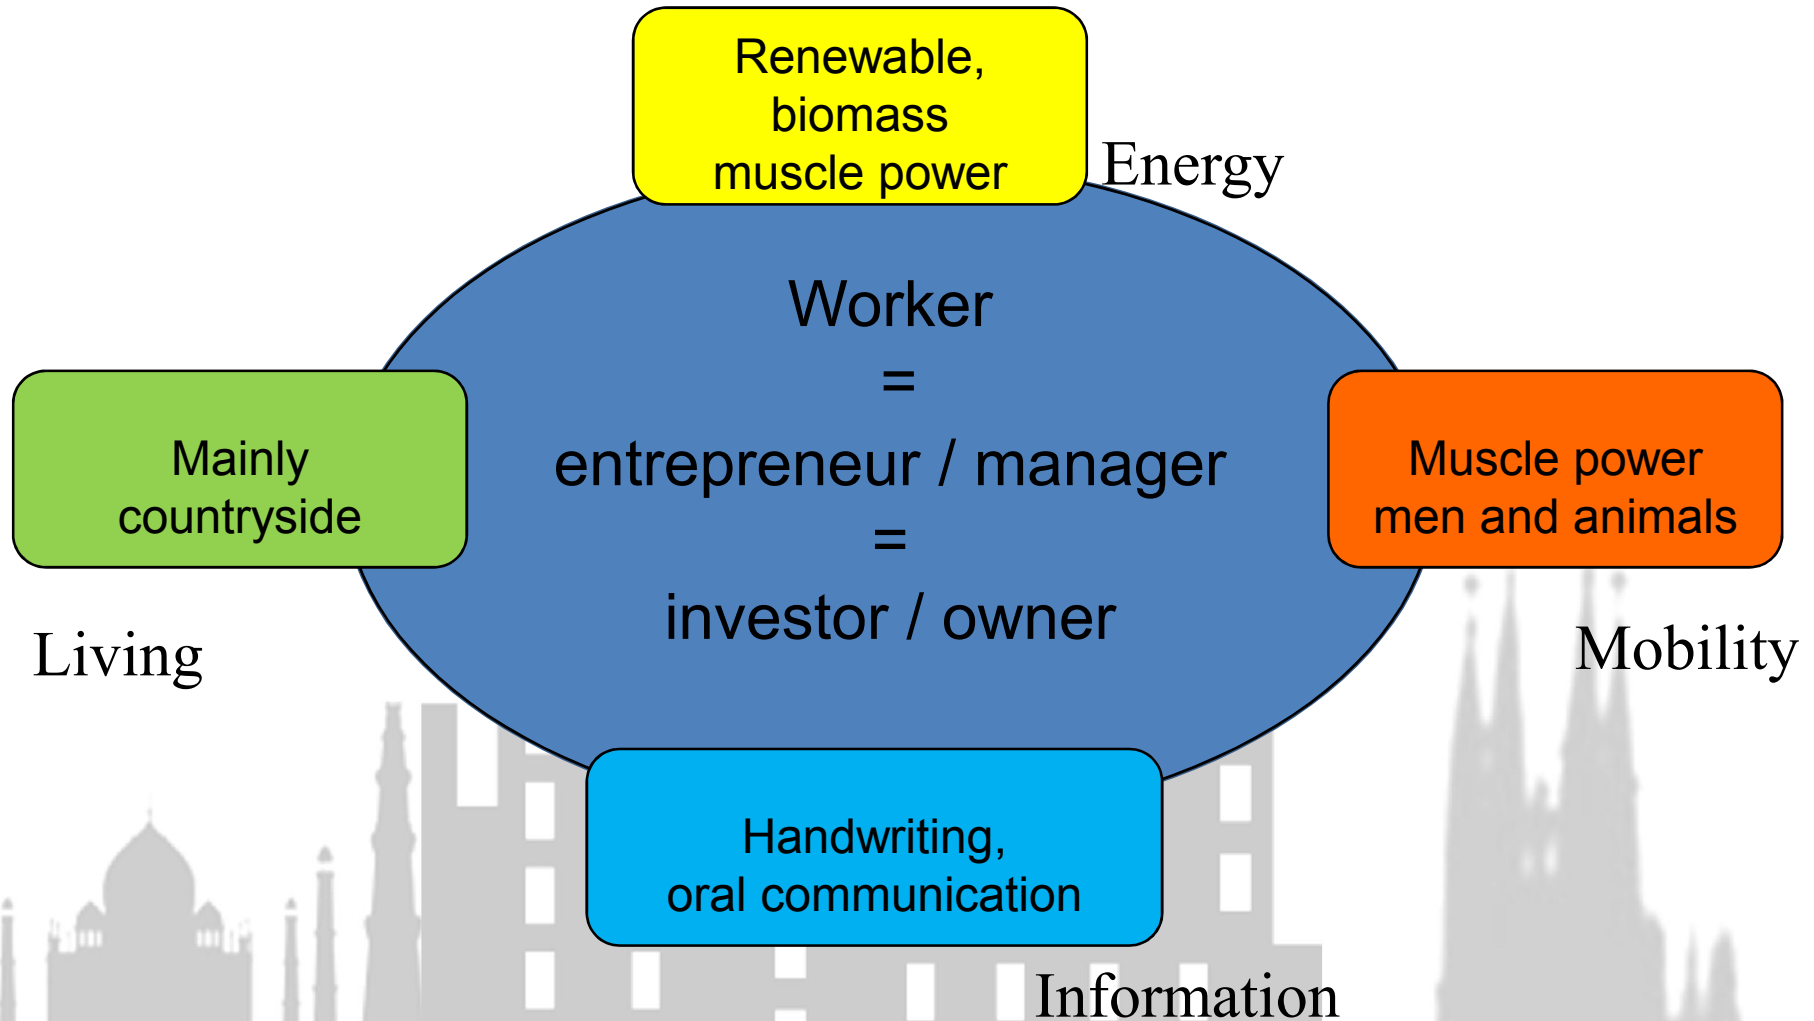 Renewable,
biomass
muscle power
Energy
Worker
=
entrepreneur / manager
=
investor / owner
Mainly
countryside
Living
Muscle power
men and animals
Mobility
Handwriting,
oral communication
Information